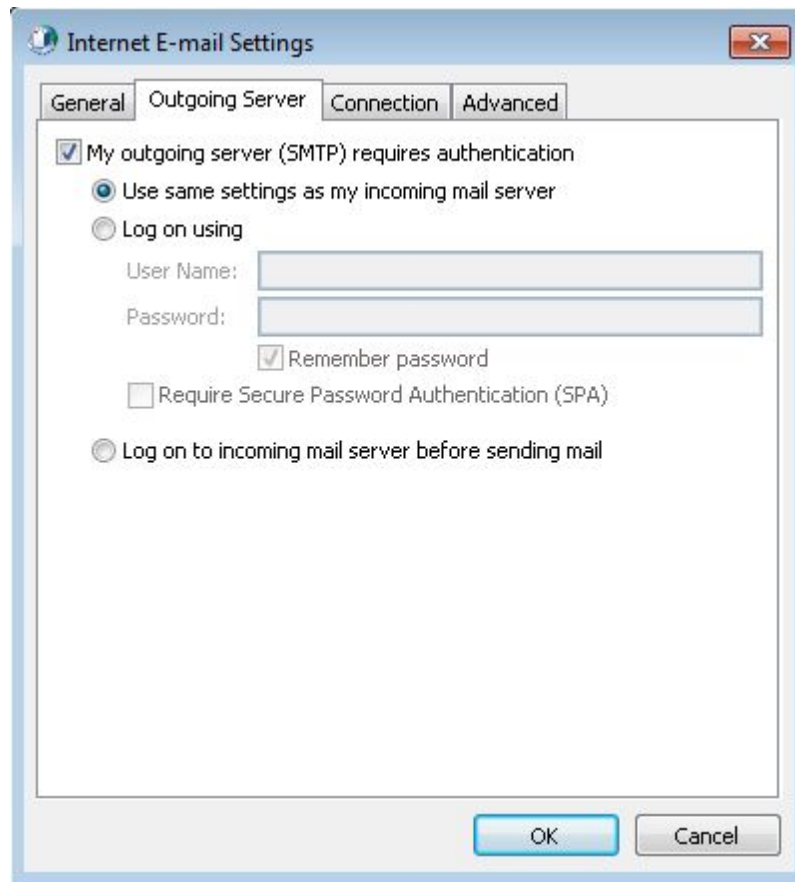 Internet E-mail Settings
General Outgoing Server Connection Advanced
My outgoing server (SMTP) requires authentication
Use same settings as my incoming mail server
Log on using
User Name:
Password:
Remember password
Require Secure Password Authentication (SPA)
Log on to incoming mail server before sending mail
OK Cancel